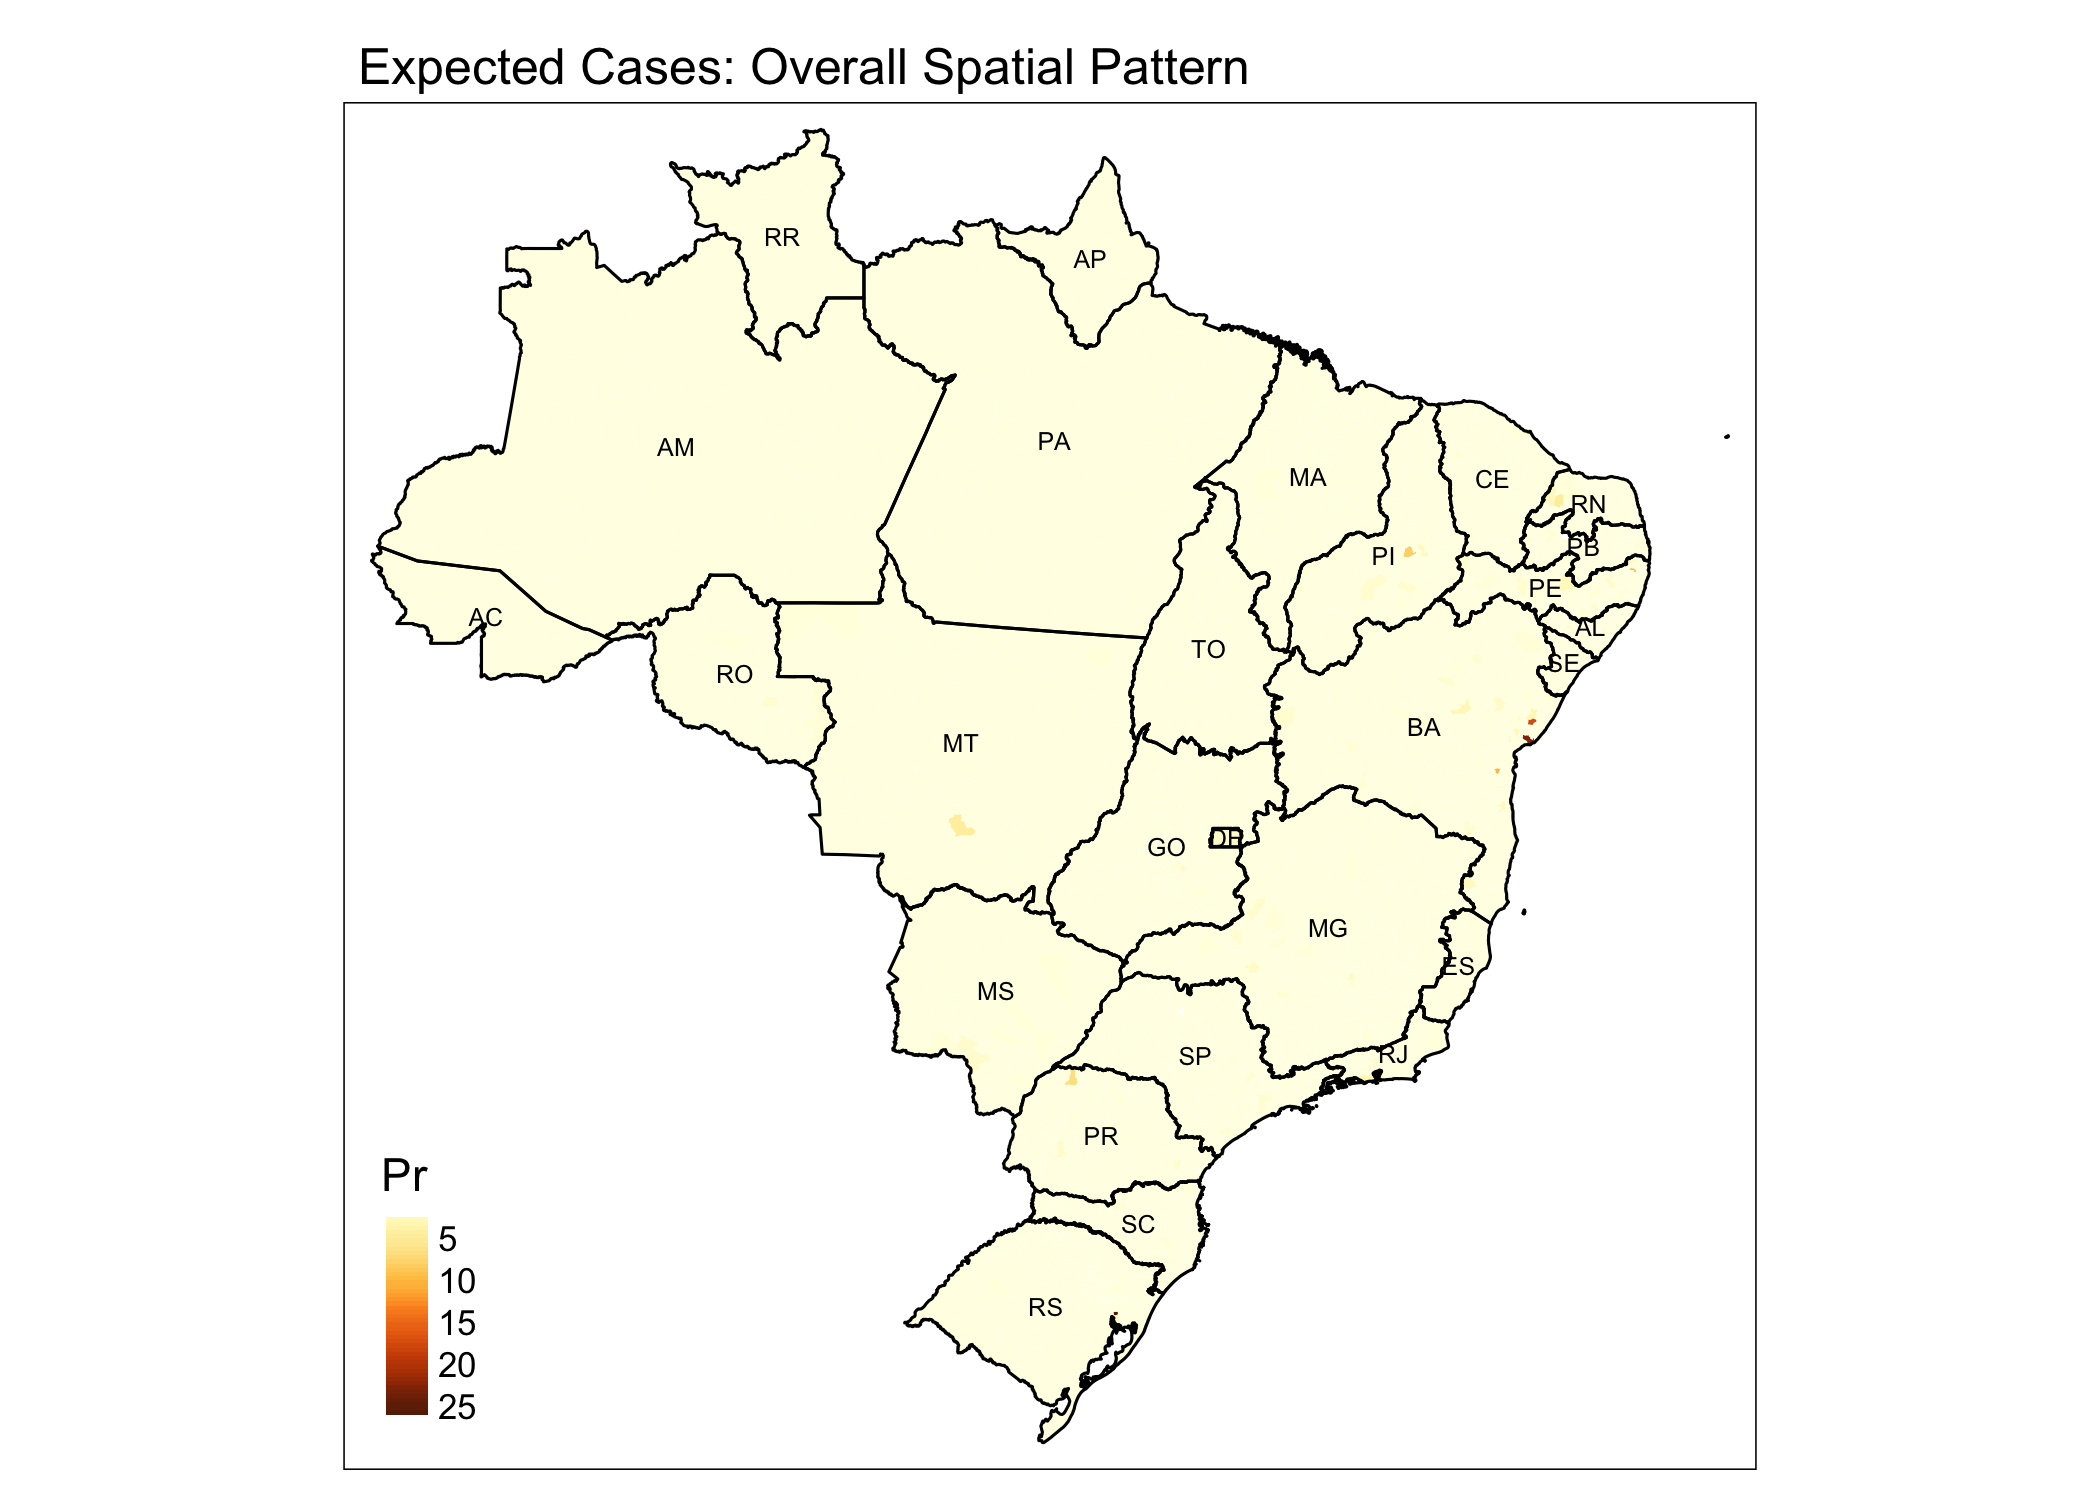 Expected Cases: Overall Spatial Pattern
RR
AP
AM
PA
MA
CE
RN
PB
PI
PE
AC
AL
TO
SE
RO
BA
MT
DF
GO
MG
ES
MS
RJ
SP
PR
SC
RS
Pr
5
10
15
20
25